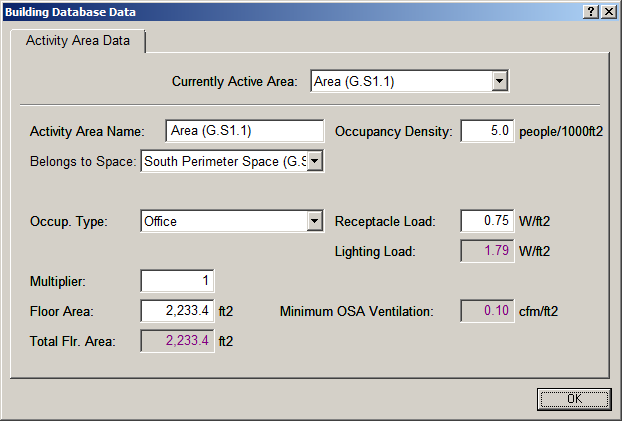 Building Database Data
Activity Area Data
Currently Active Area: Area (G.S1.1)
Activity Area Name: Area (G.S1.1) Occupancy Density: 5.0 people/1000ft2
Belongs to Space: South Perimeter Space (G.S
Occup. Type: Office Receptacle Load: 0.75 W/ft2
Lighting Load: 1.79 W/ft2
Multiplier: 1
Floor Area: 2,233.4 ft2 Minimum OSA Ventilation: 0.10 cfm/ft2
Total Flr. Area: 2,233.4 ft2
OK